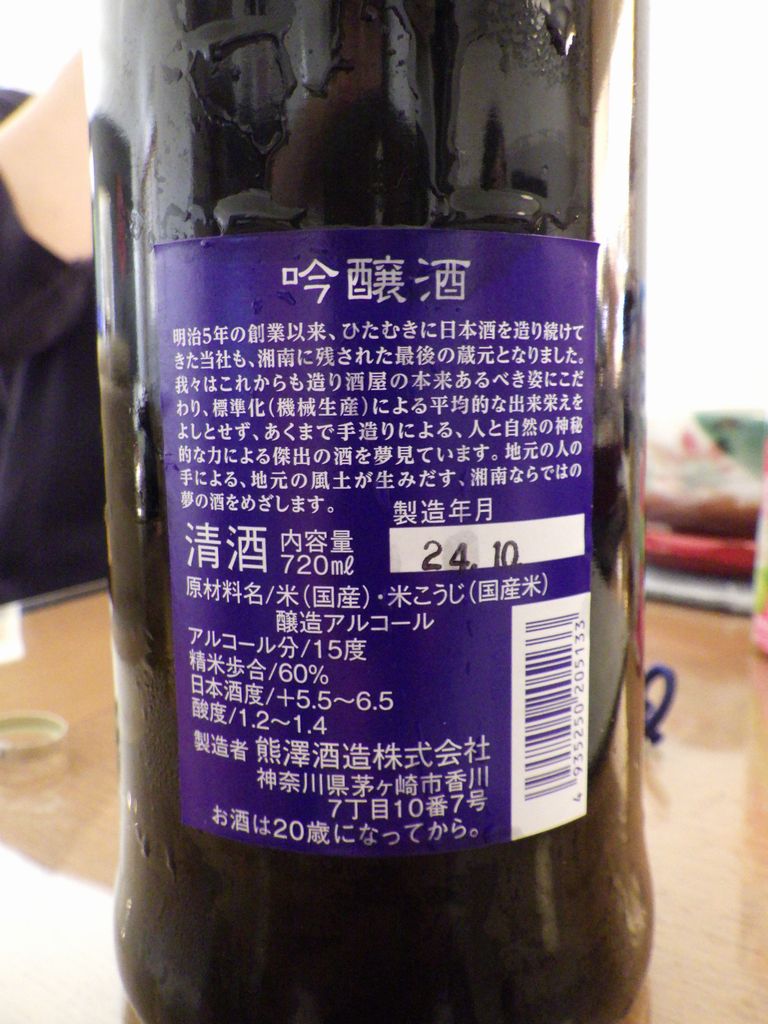 吟醸酒
明治5年の創業以来、ひたむきに日本酒を造り続けて
きた当社も、湘南に残された最後の蔵元となりました。
我々はこれからも造り酒屋の本来あるべき姿にこだ
わり、標準化(機械生産)による平均的な出来栄えを
よしとせず、あくまで手造りによる、人と自然の神秘
的な力による傑出の酒を夢見ています。地元の人の
手による、地元の風土が生みだす、湘南ならではの
夢の酒をめざします。
製造年月
24.10
清酒 内容量 720mℓ
原材料名/米(国産)・米こうじ(国産米)
醸造アルコール
アルコール分/15度
精米歩合/60%
日本酒度/+5.5〜+6.5
酸度/1.2〜1.4
製造者 熊澤酒造株式会社
神奈川県茅ヶ崎市香川
7丁目10番7号
お酒は20歳になってから。
4 935250 205133